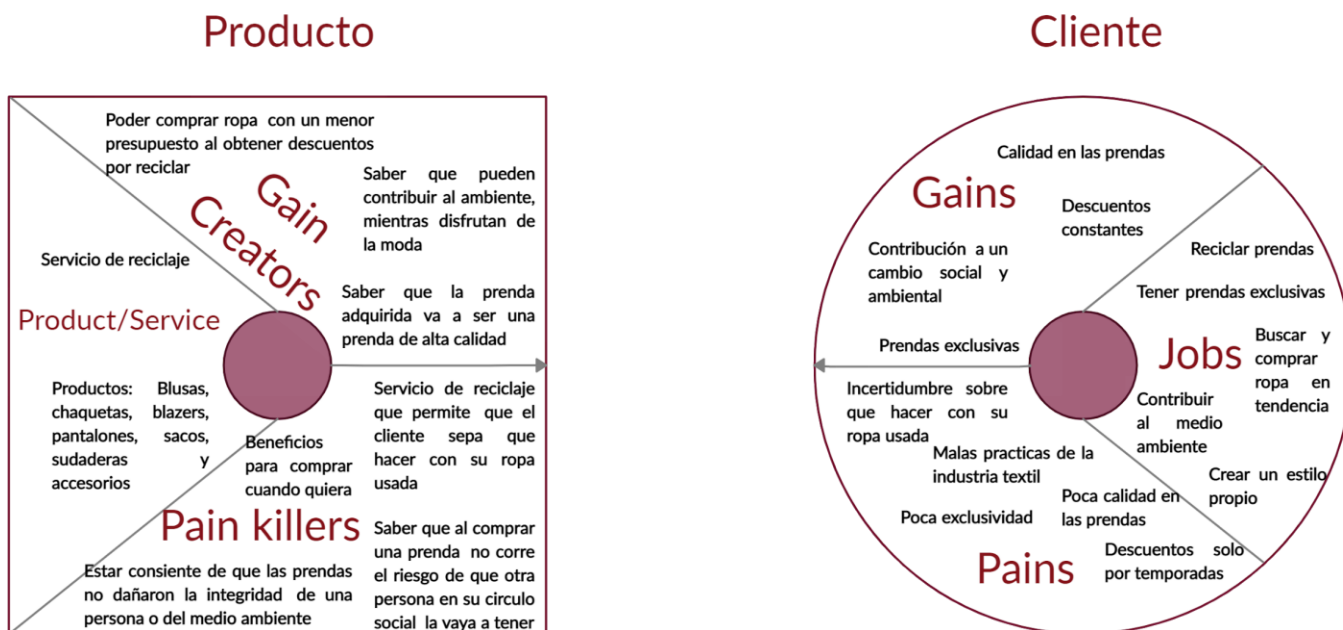 Producto
Poder comprar ropa con un menor
presupuesto al obtener descuentos
por reciclar
Gain
Creators
Saber que pueden
contribuir al ambiente,
mientras disfrutan de
la moda
Servicio de reciclaje
Saber que la prenda
adquirida va a ser una
prenda de alta calidad
Product/Service
Productos: Blusas,
chaquetas, blazers,
pantalones, sacos,
sudaderas y
accesorios
Beneficios
para comprar
cuando quiera
Servicio de reciclaje
que permite que el
cliente sepa que
hacer con su ropa
usada
Pain killers
Estar consiente de que las prendas
no dañaron la integridad de una
persona o del medio ambiente
Saber que al comprar
una prenda no corre
el riesgo de que otra
persona en su circulo
social la vaya a tener
Cliente
Calidad en las prendas
Gains
Descuentos
constantes
Contribución a un
cambio social y
ambiental
Prendas exclusivas
Reciclar prendas
Tener prendas exclusivas
Jobs
Buscar y
comprar
ropa en
tendencia
Contribuir
al medio
ambiente
Crear un estilo
propio
Incertidumbre sobre
que hacer con su
ropa usada
Malas practicas de la
industria textil
Poca exclusividad
Poca calidad en
las prendas
Pains
Descuentos solo
por temporadas